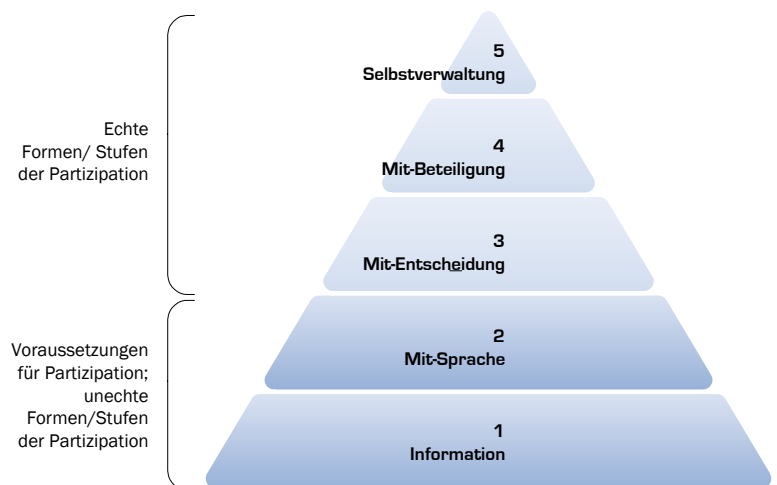 5
Selbstverwaltung
Echte
Formen/ Stufen
der Partizipation
4
Mit-Beteiligung
3
Mit-Entscheidung
Voraussetzungen
für Partizipation;
unechte
Formen/Stufen
der Partizipation
2
Mit-Sprache
1
Information